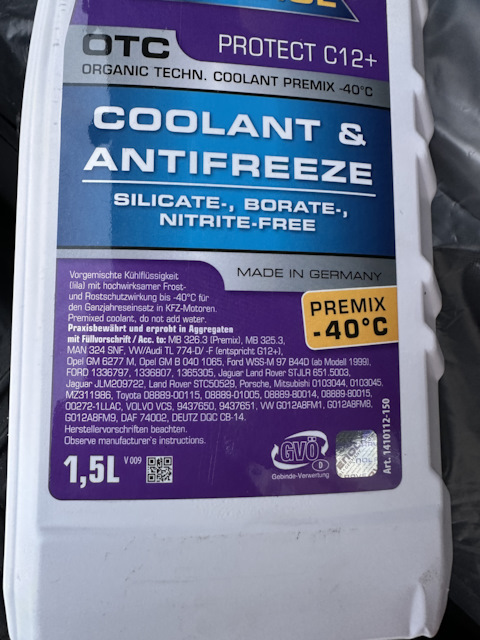 OTC
PROTECT C12+
ORGANIC TECHN. COOLANT PREMIX -40°C
COOLANT &
ANTIFREEZE
SILICATE-, BORATE-,
NITRITE-FREE
MADE IN GERMANY
PREMIX
-40°C
Vorgemischte Kühlflüssigkeit
(lila) mit hochwirksamer Frost-
und Rostschutzwirkung bis -40°C für
den Ganzjahreseinsatz in KFZ-Motoren.
Premixed coolant, do not add water.
Praxisbewährt und erprobt in Aggregaten
mit Füllvorschrift / Acc. to: MB 326.3 (Premix), MB 325.3,
MAN 324 SNF, VW/Audi TL 774-D/ -F (entspricht G12+),
Opel GM 6277 M, Opel GM B 040 1065, Ford WSS-M 97 B44D (ab Modell 1999),
FORD 1336797, 1336807, 1365305, Jaguar Land Rover STJLR 651.5003,
Jaguar JLM209722, Land Rover STC50529, Porsche, Mitsubishi 0103044, 0103045,
MZ311986, Toyota 08889-00115, 08889-01005, 08889-80014, 08889-80015,
00272-1LLAC, VOLVO VCS, 9437650, 9437651, VW G012A8FM1, G012A8FM8,
G012A8FM9, DAF 74002, DEUTZ DQC CB-14.
Herstellervorschriften beachten.
Observe manufacturer's instructions.
1,5L
V 009
GVÖ
D
Gebinde-Verwertung
Art. 1410112-150